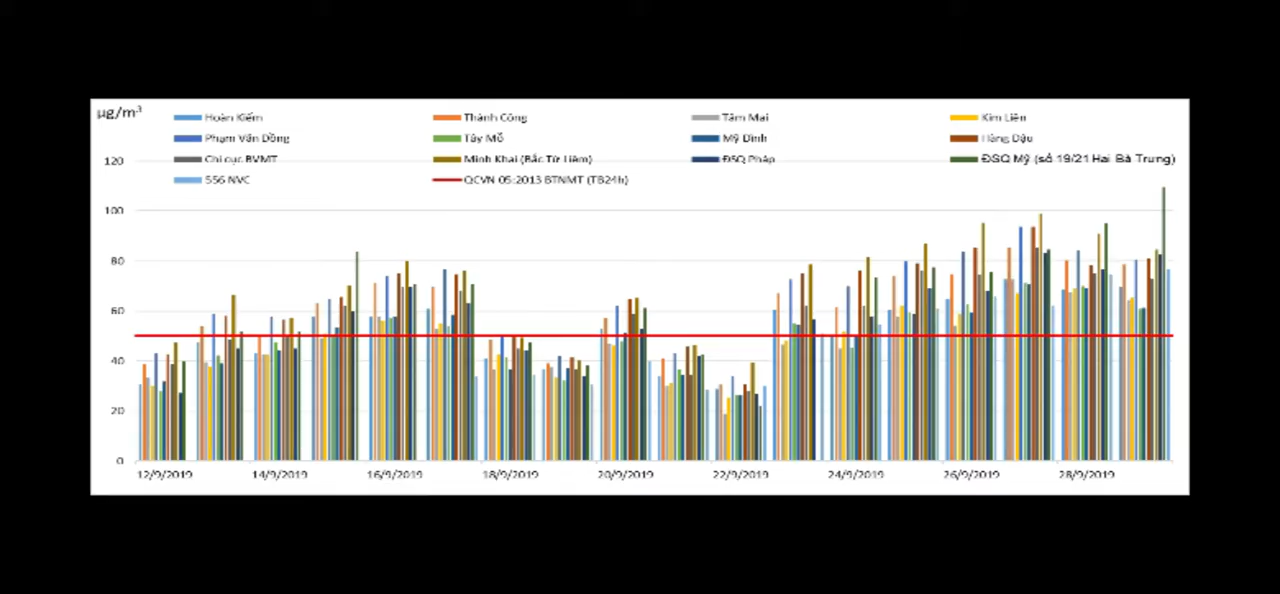 µg/m³
Hoàn Kiếm Thành Công Tâm Mai Kim Liên
Phạm Văn Đồng Tây Mỗ Mỹ Đình Hàng Đậu
120 Chi cục BVMT Minh Khai (Bắc Từ Liêm) ĐSQ Pháp ĐSQ Mỹ (số 19/21 Hai Bà Trưng)
556 NVC QCVN 05:2013 BTNMT (TB24h)
100
80
60
40
20
0
12/9/2019 14/9/2019 16/9/2019 18/9/2019 20/9/2019 22/9/2019 24/9/2019 26/9/2019 28/9/2019